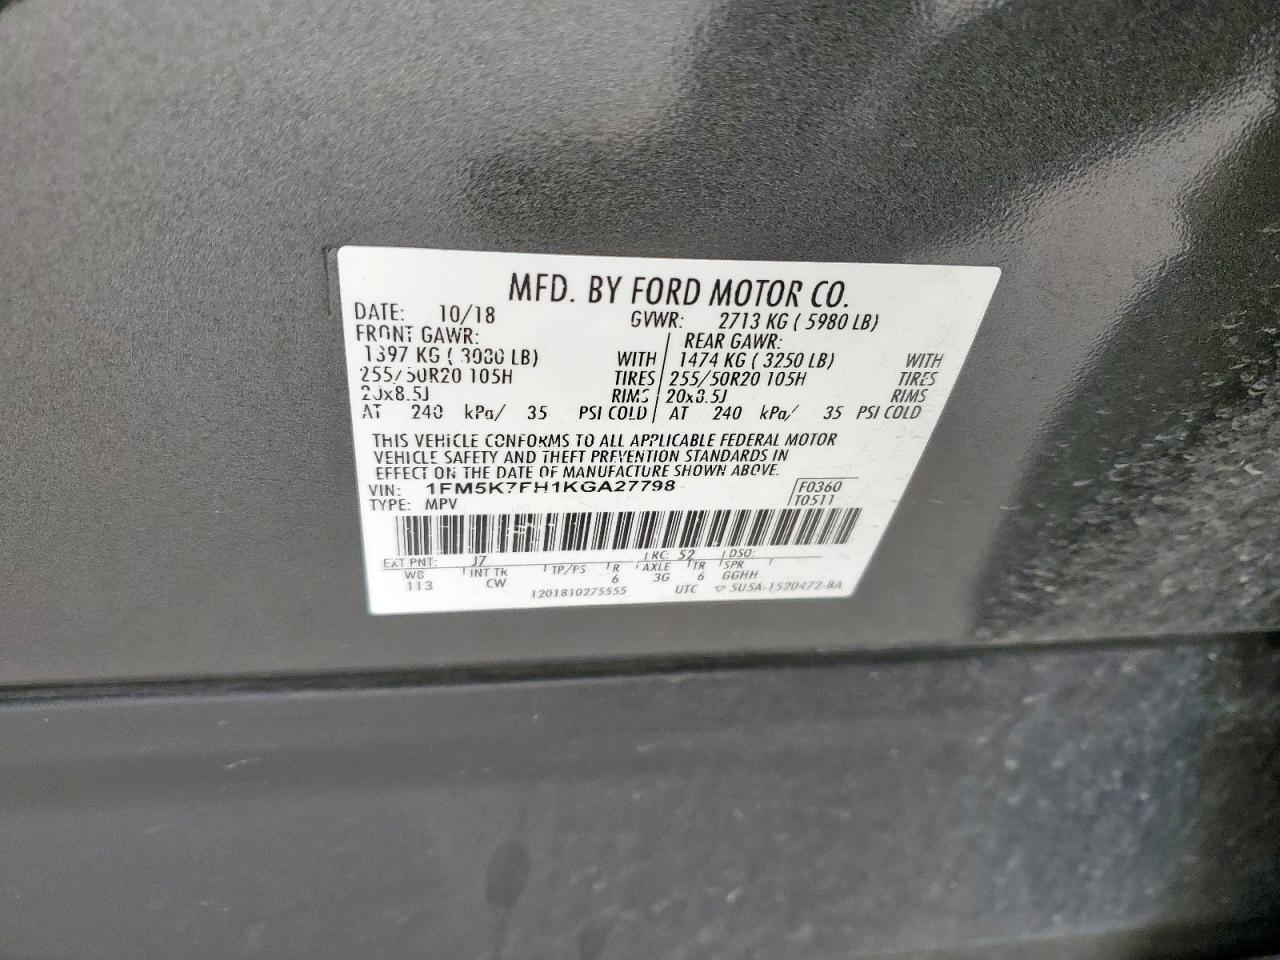 MFD. BY FORD MOTOR CO.
DATE: 10/18 GVWR: 2713 KG ( 5980 LB)
FRONT GAWR: REAR GAWR:
1397 KG ( 3080 LB) WITH 1474 KG ( 3250 LB) WITH
255/50R20 105H TIRES 255/50R20 105H TIRES
20x8.5J RIMS 20x8.5J RIMS
AT 240 kPa/ 35 PSI COLD AT 240 kPa/ 35 PSI COLD
THIS VEHICLE CONFORMS TO ALL APPLICABLE FEDERAL MOTOR
VEHICLE SAFETY AND THEFT PREVENTION STANDARDS IN
EFFECT ON THE DATE OF MANUFACTURE SHOWN ABOVE.
VIN: 1FM5K7FH1KGA27798 F0360
TYPE: MPV T0511
EXT PNT: J7 RC: 52 DSO:
WB INT TR TP/PS R AXLE TR SPR
113 CW 6 3G 6 GGHH
1201810275555 UTC ▽ 5U5A-1520472-BA